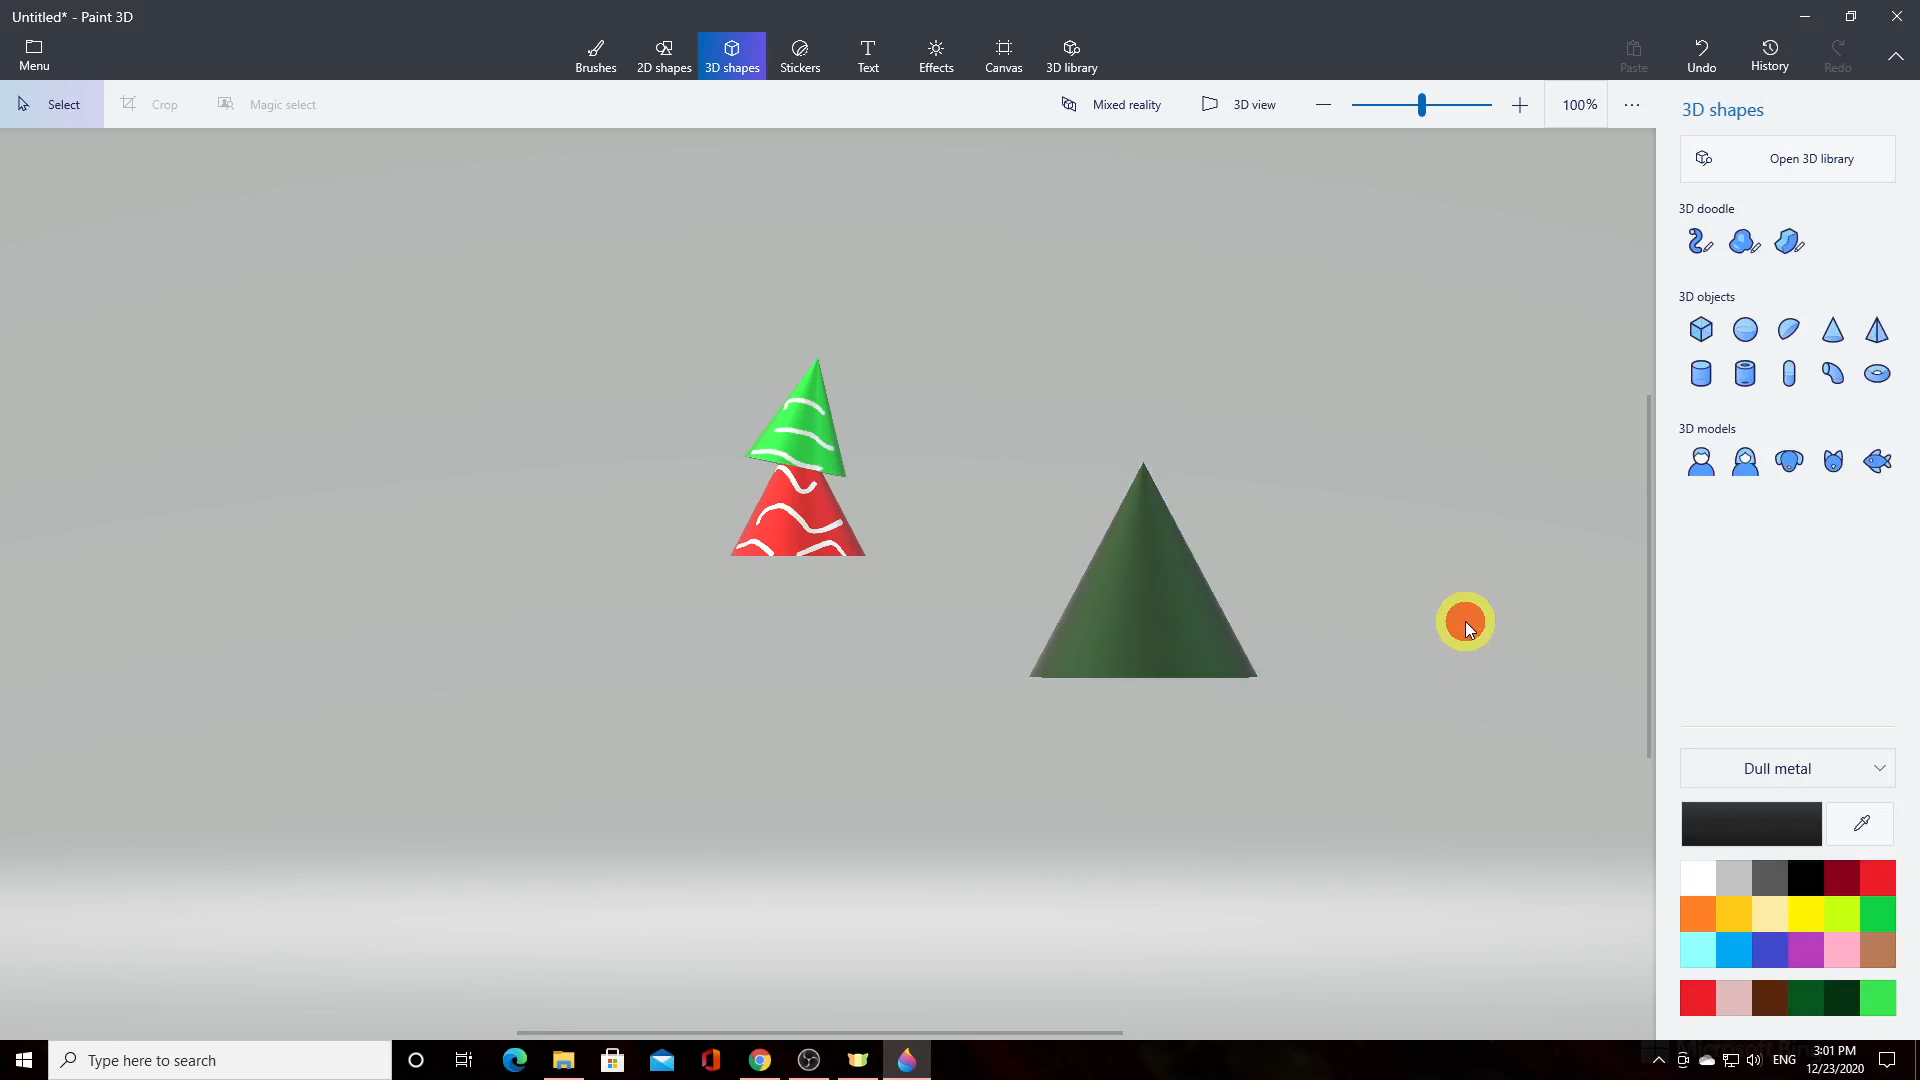 Untitled* - Paint 3D
Menu
Brushes
2D shapes
3D shapes
Stickers
Text
Effects
Canvas
3D library
Paste
Undo
History
Redo
Select
Crop
Magic select
Mixed reality
3D view
100%
3D shapes
Open 3D library
3D doodle
3D objects
3D models
Dull metal
Microsoft Bing
Type here to search
ENG
3:01 PM
12/23/2020